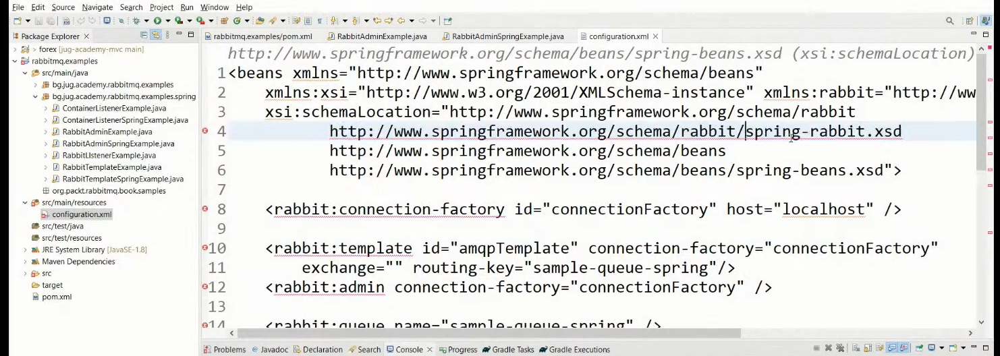 File Edit Source Navigate Search Project Run Window Help
Package Explorer
rabbitmq.examples/pom.xml RabbitAdminExample.java RabbitAdminSpringExample.java configuration.xml
forex [jug-academy-mvc main]
rabbitmq.examples
src/main/java
bg.jug.academy.rabbitmq.examples
bg.jug.academy.rabbitmq.examples.spring
ContainerListenerExample.java
ContainerListenerSpringExample.java
RabbitAdminExample.java
RabbitAdminSpringExample.java
RabbitLIstenerExample.java
RabbitTemplateExample.java
RabbitTemplateSpringExample.java
org.packt.rabbitmq.book.samples
src/main/resources
configuration.xml
src/test/java
src/test/resources
JRE System Library [JavaSE-1.8]
Maven Dependencies
src
target
pom.xml
http://www.springframework.org/schema/beans/spring-beans.xsd (xsi:schemaLocation)
1 <beans xmlns="http://www.springframework.org/schema/beans"
2 xmlns:xsi="http://www.w3.org/2001/XMLSchema-instance" xmlns:rabbit="http://ww
3 xsi:schemaLocation="http://www.springframework.org/schema/rabbit
4 http://www.springframework.org/schema/rabbit/spring-rabbit.xsd
5 http://www.springframework.org/schema/beans
6 http://www.springframework.org/schema/beans/spring-beans.xsd">
7
8 <rabbit:connection-factory id="connectionFactory" host="localhost" />
9
10 <rabbit:template id="amqpTemplate" connection-factory="connectionFactory"
11 exchange="" routing-key="sample-queue-spring"/>
12 <rabbit:admin connection-factory="connectionFactory" />
13
14 <rabbit:queue name="sample-queue-spring" />
Problems Javadoc Declaration Search Console Progress Gradle Tasks Gradle Executions